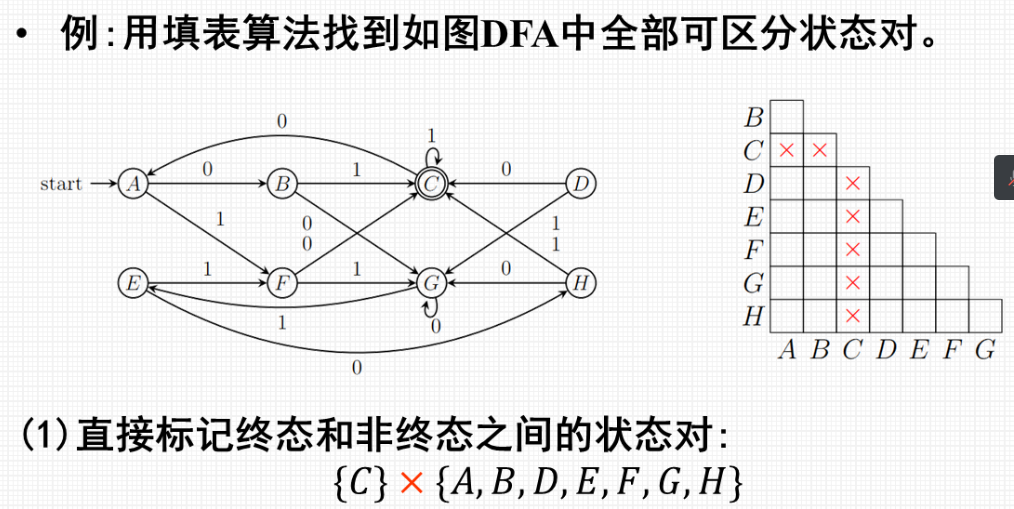 • 例:用填表算法找到如图DFA中全部可区分状态对。
0
1
start A 0 B 1 C 0 D
1 0 0 1 1
E 1 F 1 G 0 H
1 0
0
B
C × ×
D ×
E ×
F ×
G ×
H ×
A B C D E F G
(1)直接标记终态和非终态之间的状态对:
{C} × {A, B, D, E, F, G, H}